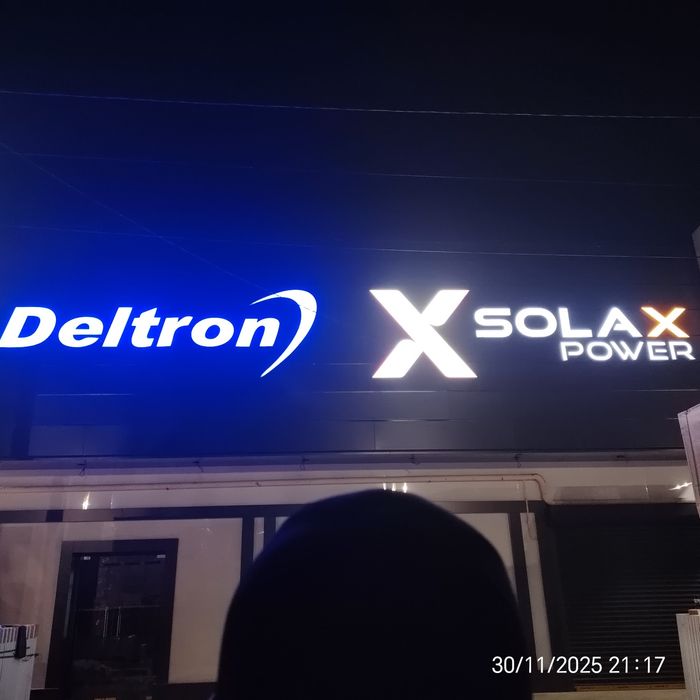 Deltron
X SOLAX
POWER
30/11/2025 21:17